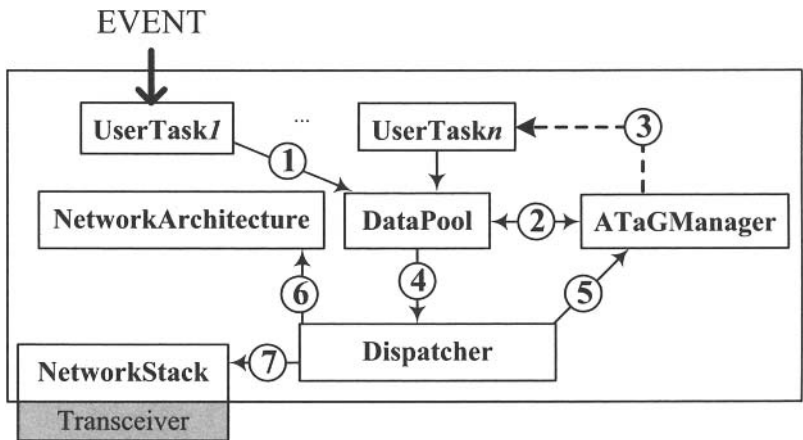 EVENT
UserTask1
...
UserTaskn
3
1
NetworkArchitecture
DataPool
2
ATaGManager
6
4
5
Dispatcher
NetworkStack
7
Transceiver